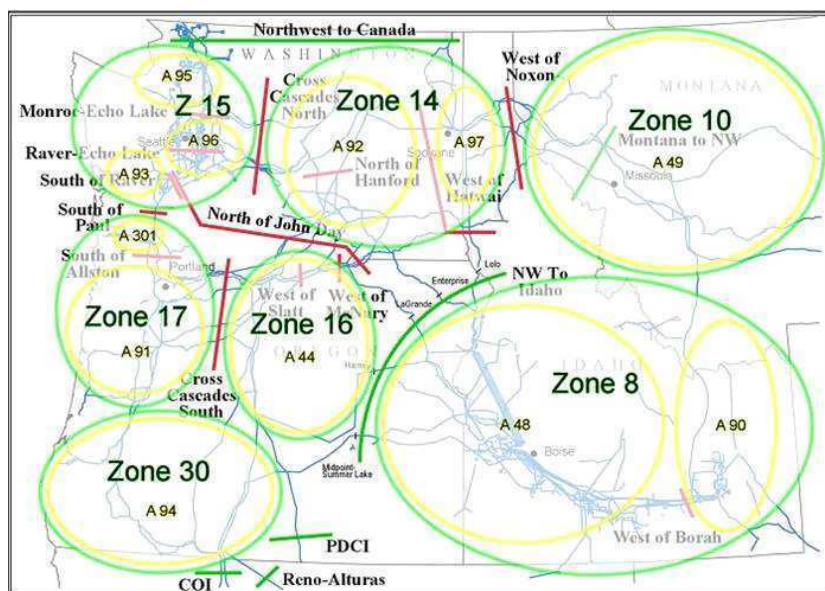 Northwest to Canada
WASHINGTON
West of
Noxon
MONTANA
A 95
Cross
Cascades
North
Z 15
Zone 14
Zone 10
Monroe-Echo Lake
Seattle
A 96
Raver-Echo Lake
A 92
Spokane
A 97
Montana to NW
A 49
Missoula
A 93
South of Raver
North of
Hanford
West of
Hatwai
South of
Paul
North of John Day
A 301
South of
Allston
Portland
West of
Slatt
West of
McNary
Lolo
Enterprise
NW To
Idaho
LaGrande
Zone 17
Zone 16
A 91
A 44
OREGON
Cross
Cascades
South
IDAHO
Zone 8
A 48
A 90
Boise
Midpoint-
Summer Lake
Zone 30
A 94
West of Borah
PDCI
COI
Reno-Alturas